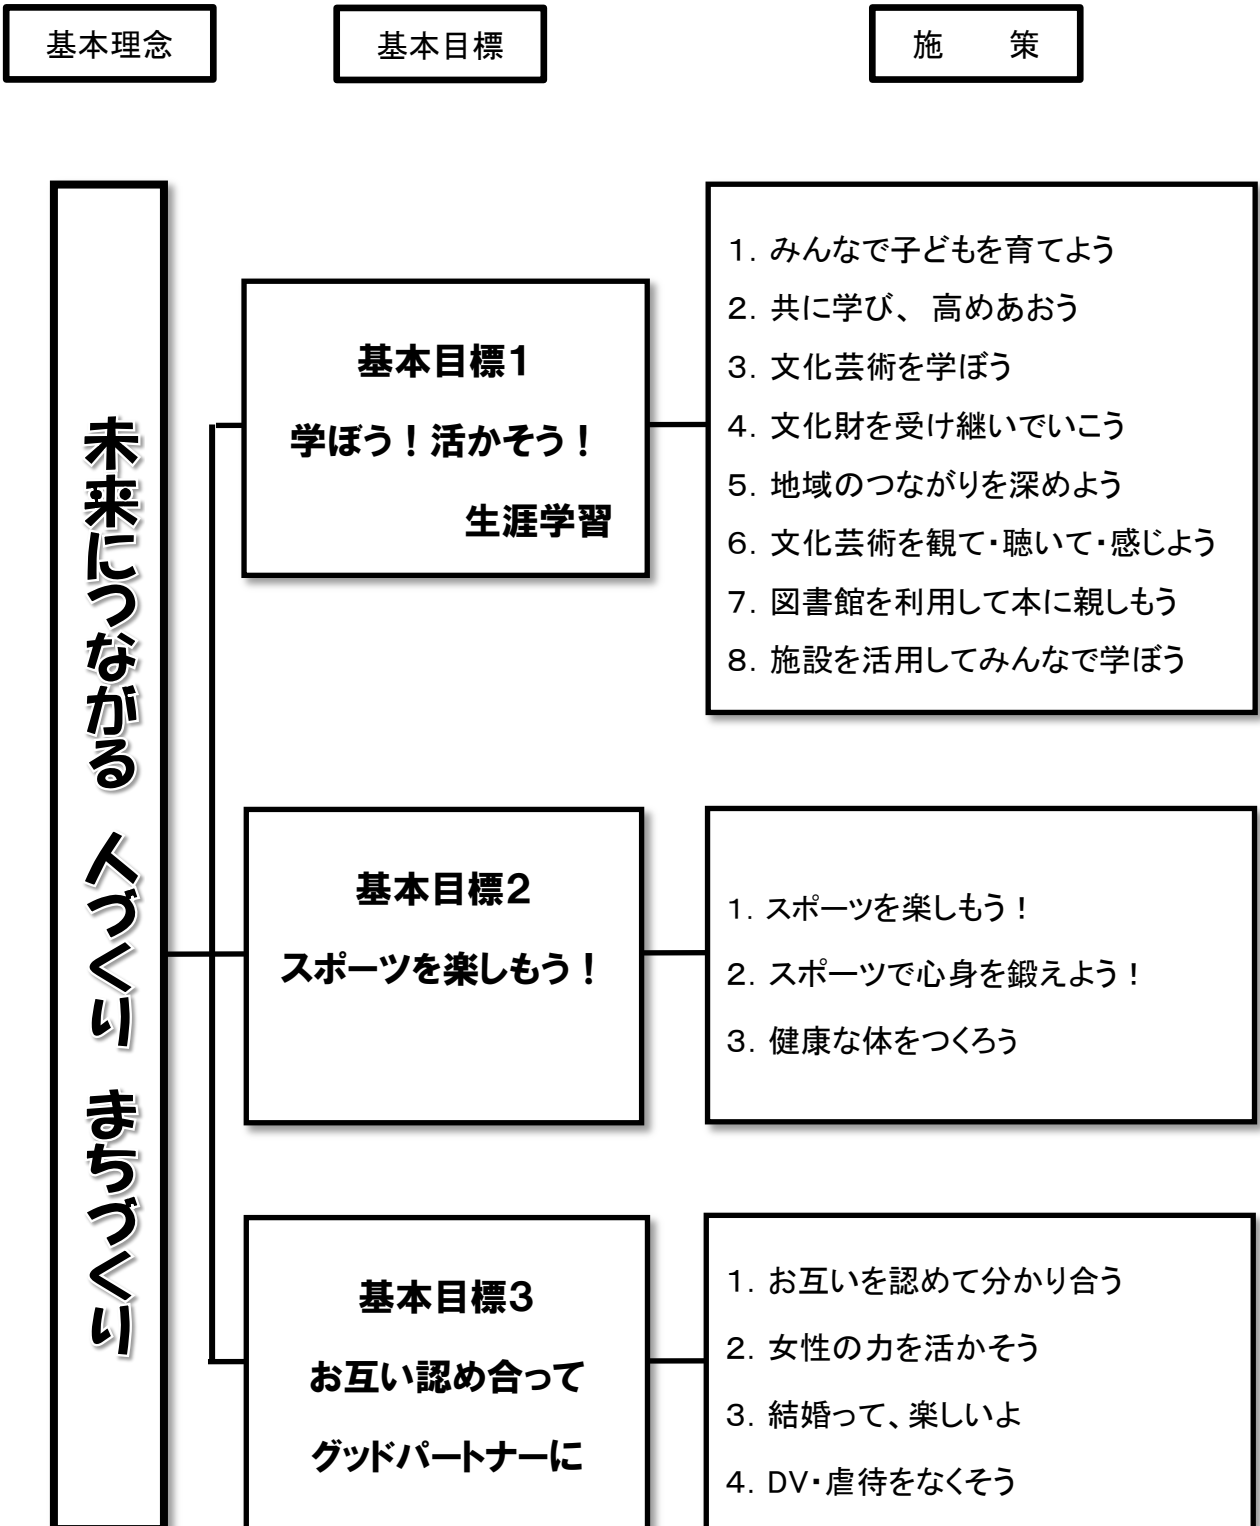 基本理念
基本目標
施　策
未来につながる　人づくり　まちづくり
基本目標1
学ぼう！活かそう！
生涯学習
1. みんなで子どもを育てよう
2. 共に学び、高めあおう
3. 文化芸術を学ぼう
4. 文化財を受け継いでいこう
5. 地域のつながりを深めよう
6. 文化芸術を観て・聴いて・感じよう
7. 図書館を利用して本に親しもう
8. 施設を活用してみんなで学ぼう
基本目標2
スポーツを楽しもう！
1. スポーツを楽しもう！
2. スポーツで心身を鍛えよう！
3. 健康な体をつくろう
基本目標3
お互い認め合って
グッドパートナーに
1. お互いを認めて分かり合う
2. 女性の力を活かそう
3. 結婚って、楽しいよ
4. DV・虐待をなくそう